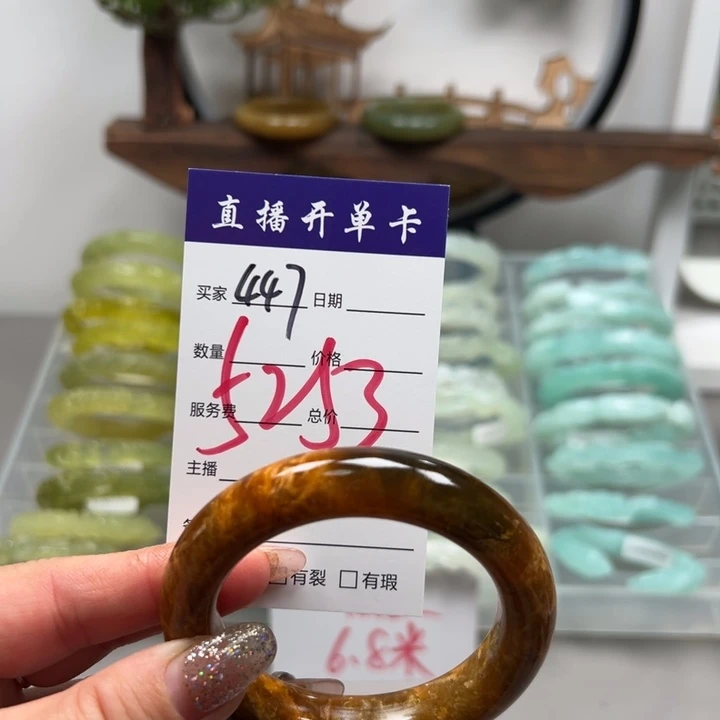 直播开单卡
买家 447 日期
数量 价格
5253
服务费 总价
主播
有裂 有瑕
6.8米